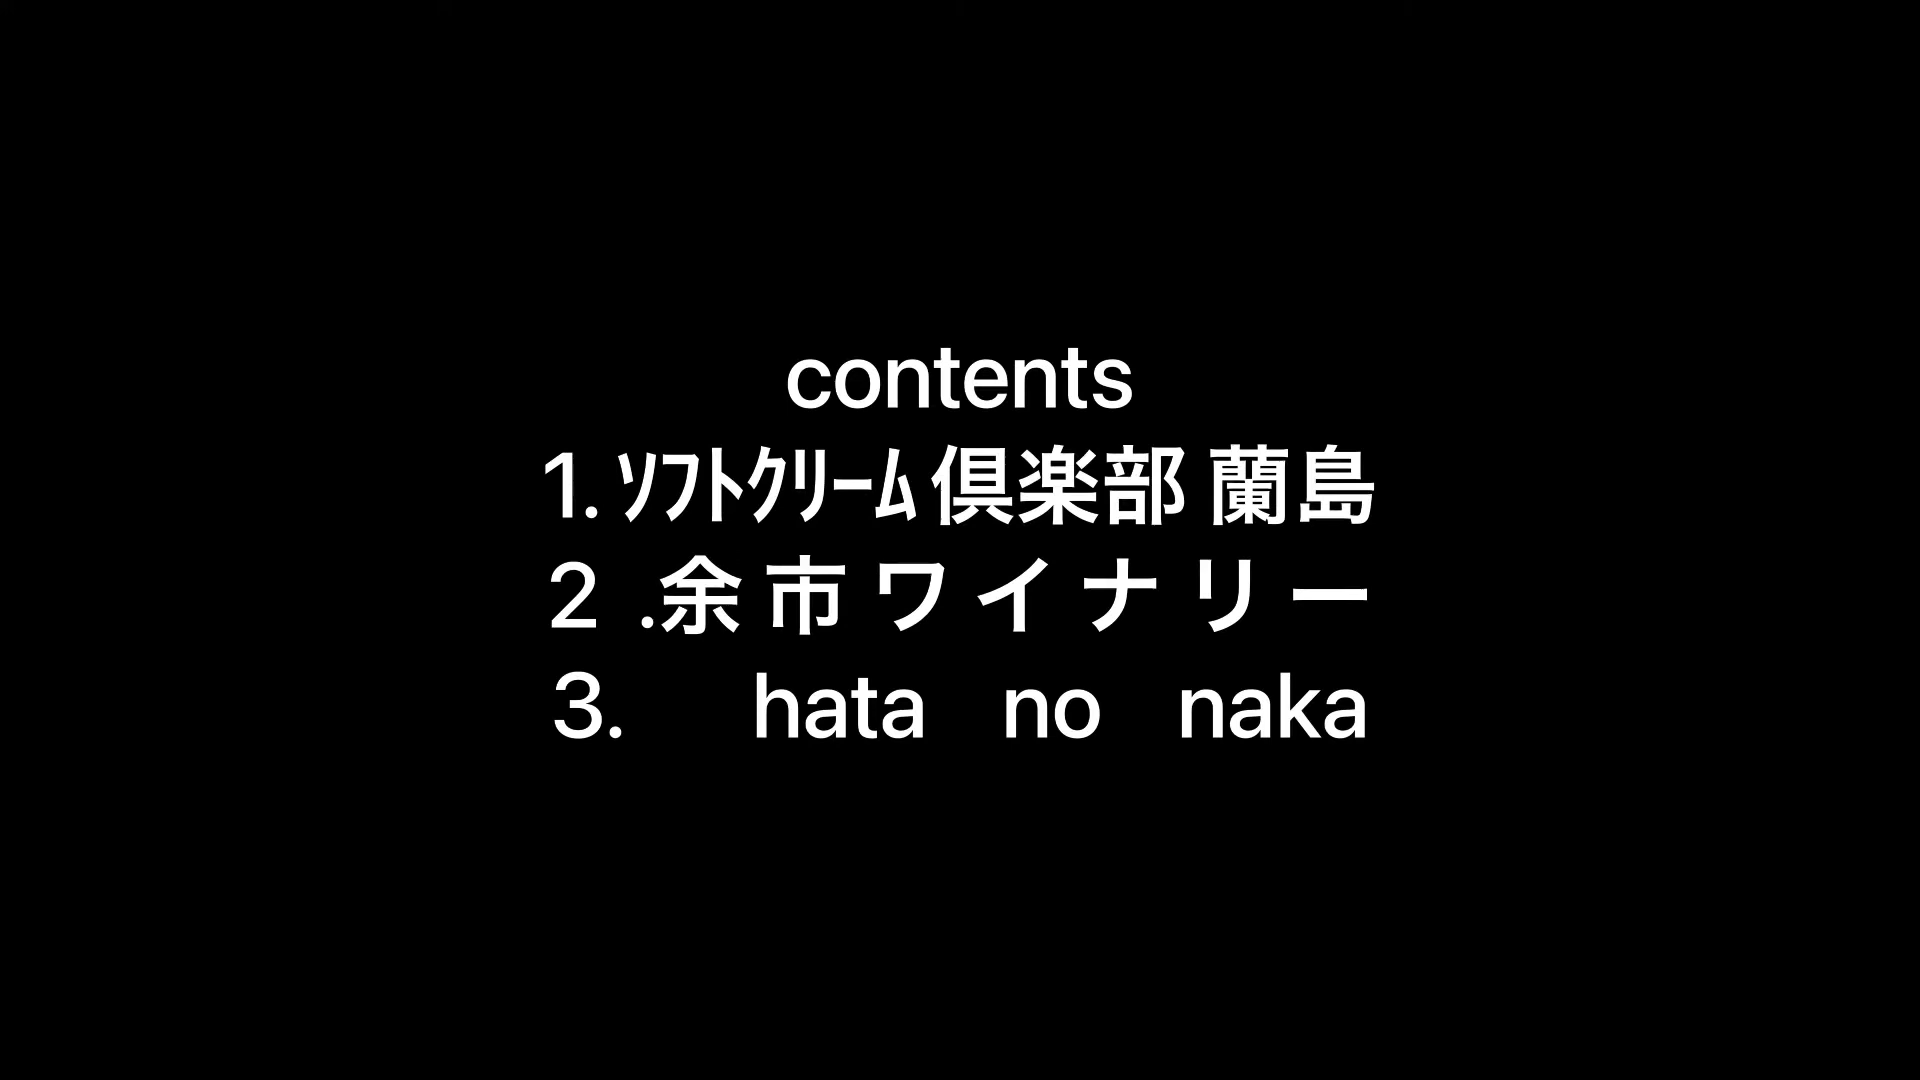 contents
1. ｿﾌﾄｸﾘｰﾑ倶楽部 蘭島
2 .余市ワイナリー
3. hata no naka